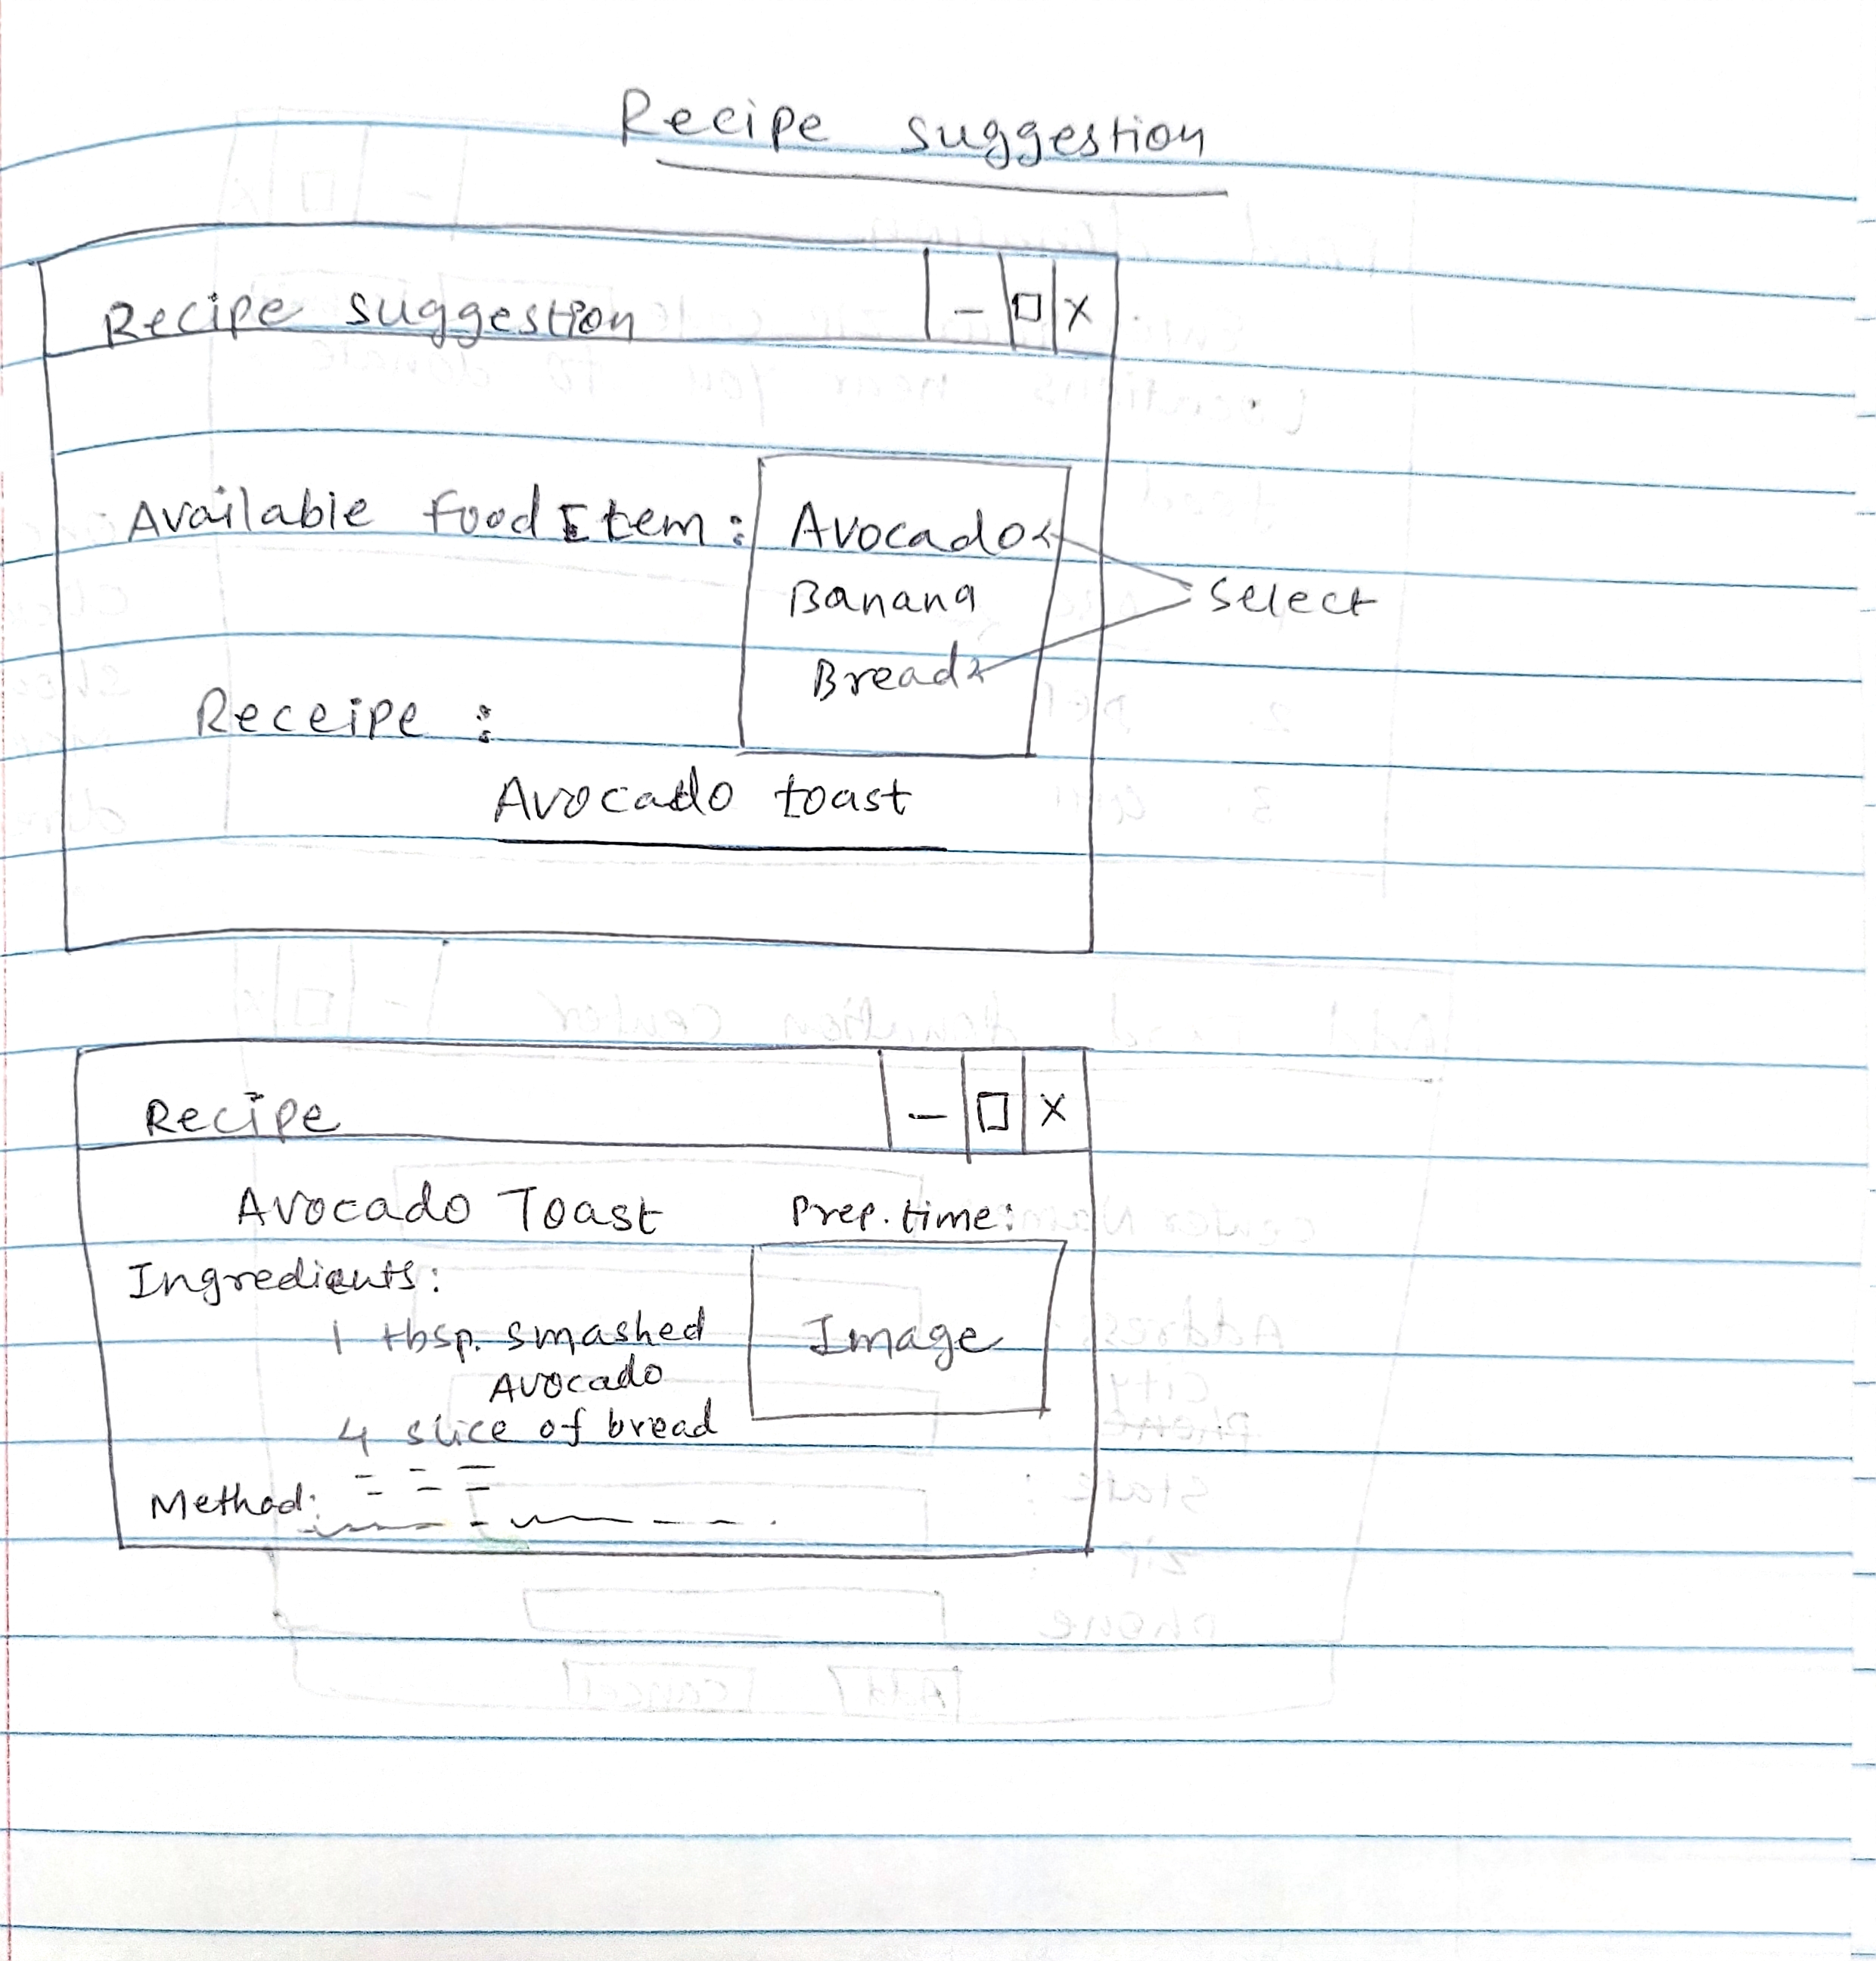 Recipe suggestion
Recipe suggestion - □ X
Available food Item: Avocado
Banana
Select
Bread
Receipe :
Avocado toast
Recipe - □ X
Avocado Toast Prep. time:
Ingredients:
1 tbsp. smashed
Avocado
Image
4 slice of bread
Method: